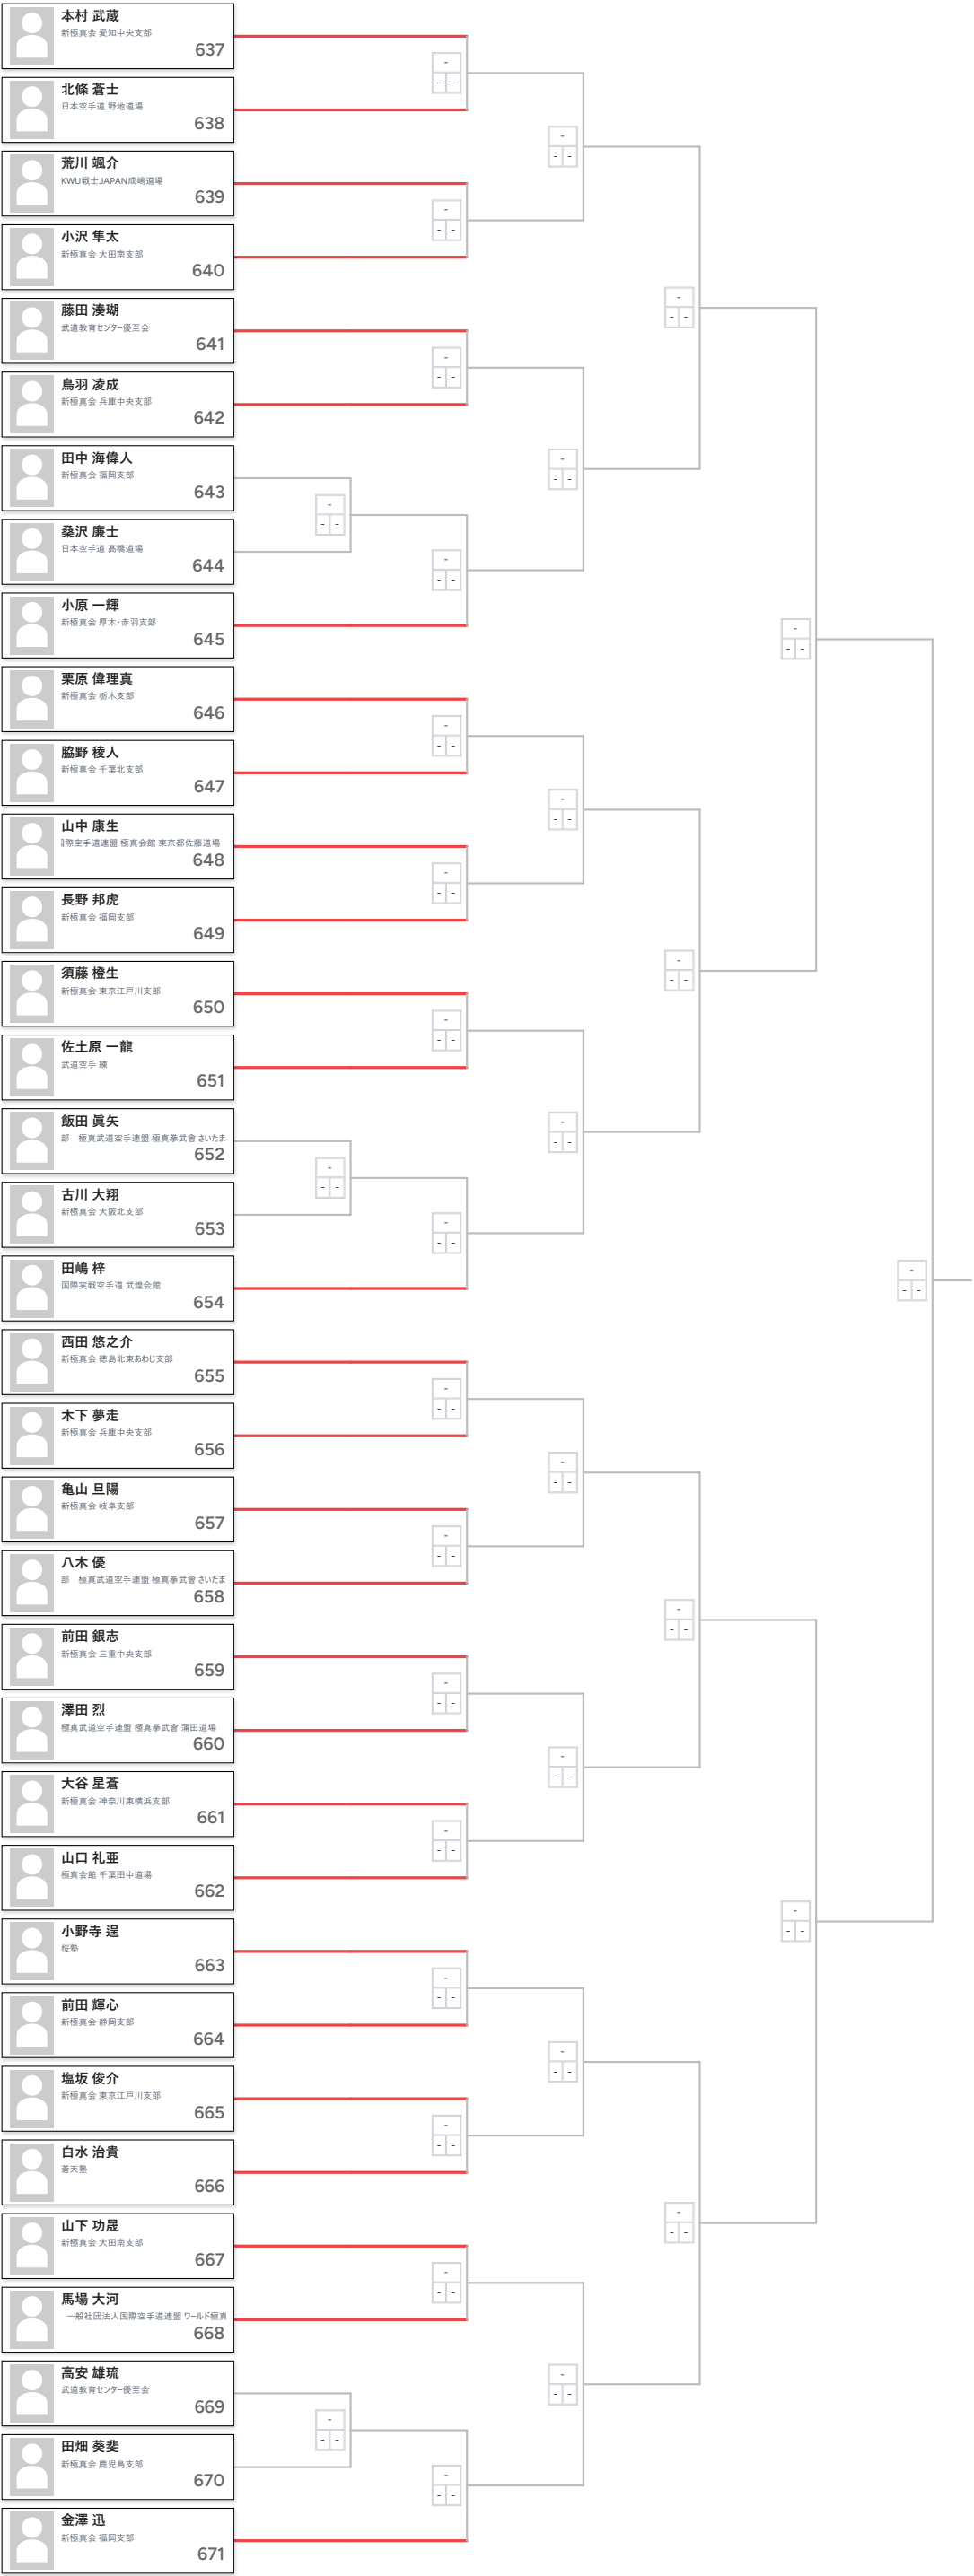 本村 武蔵
新極真会 愛知中央支部
637
-
- -
北條 蒼士
日本空手道 野地道場
638
-
- -
荒川 颯介
KWU戦士JAPAN成嶋道場
639
-
- -
小沢 隼太
新極真会 大田南支部
640
-
- -
藤田 湊瑚
武道教育センター優至会
641
-
- -
鳥羽 凌成
新極真会 兵庫中央支部
642
-
- -
田中 海偉人
新極真会 福岡支部
643
-
- -
桑沢 廉士
日本空手道 髙橋道場
644
-
- -
小原 一輝
新極真会 厚木・赤羽支部
645
-
- -
栗原 偉理真
新極真会 栃木支部
646
-
- -
脇野 稜人
新極真会 千葉北支部
647
-
- -
山中 康生
際空手道連盟 極真会館 東京都佐藤道場
648
-
- -
長野 邦虎
新極真会 福岡支部
649
-
- -
須藤 橙生
新極真会 東京江戸川支部
650
-
- -
佐土原 一龍
武道空手 錬
651
-
- -
飯田 眞矢
部 極真武道空手連盟 極真拳武會 さいたま
652
-
- -
古川 大翔
新極真会 大阪北支部
653
-
- -
田嶋 梓
国際実戦空手道 武煌会館
654
-
- -
西田 悠之介
新極真会 徳島北東あわじ支部
655
-
- -
木下 夢走
新極真会 兵庫中央支部
656
-
- -
亀山 旦陽
新極真会 岐阜支部
657
-
- -
八木 優
部 極真武道空手連盟 極真拳武會 さいたま
658
-
- -
前田 銀志
新極真会 三重中央支部
659
-
- -
澤田 烈
極真武道空手連盟 極真拳武會 蒲田道場
660
-
- -
大谷 星蒼
新極真会 神奈川東横浜支部
661
-
- -
山口 礼亜
極真会館 千葉田中道場
662
-
- -
小野寺 逞
桜塾
663
-
- -
前田 輝心
新極真会 静岡支部
664
-
- -
塩坂 俊介
新極真会 東京江戸川支部
665
-
- -
白水 治貴
蒼天塾
666
-
- -
山下 功晟
新極真会 大田南支部
667
-
- -
馬場 大河
一般社団法人国際空手道連盟 ワールド極真
668
-
- -
高安 雄琉
武道教育センター優至会
669
-
- -
田畑 葵斐
新極真会 鹿児島支部
670
-
- -
金澤 迅
新極真会 福岡支部
671